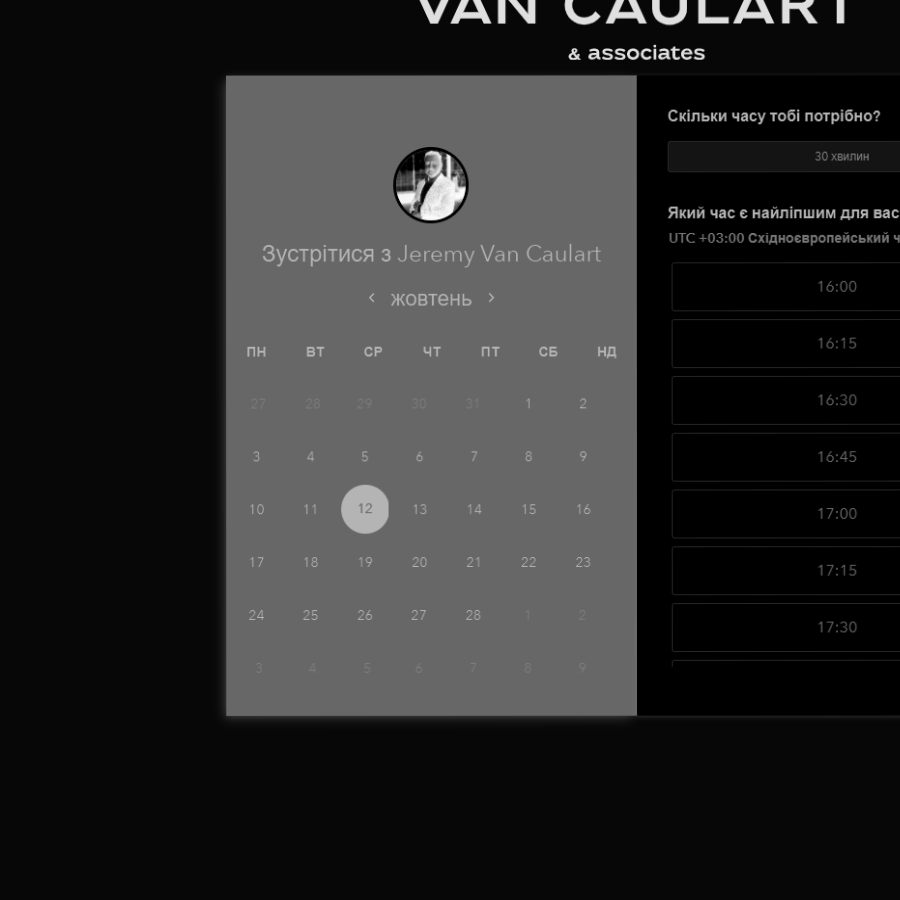 VAN CAULART
& associates
Зустрітися з Jeremy Van Caulart
жовтень
ПН ВТ СР ЧТ ПТ СБ НД
27 28 29 30 31 1 2
3 4 5 6 7 8 9
10 11 12 13 14 15 16
17 18 19 20 21 22 23
24 25 26 27 28 1 2
3 4 5 6 7 8 9
Скільки часу тобі потрібно?
30 хвилин
Який час є найліпшим для вас
UTC +03:00 Східноєвропейський ч
16:00
16:15
16:30
16:45
17:00
17:15
17:30